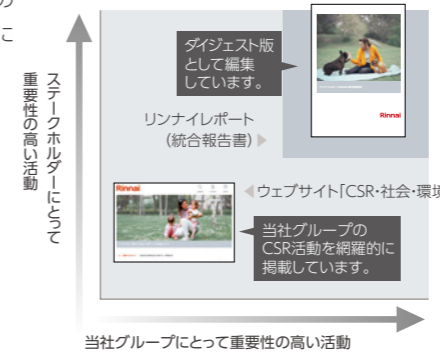 の
に
ステークホルダーにとって
重要性の高い活動
ダイジェスト版
として編集
しています。
Rinnai
リンナイレポート
(統合報告書)▶
Rinnai
◀ウェブサイト「CSR・社会・環境
当社グループの
CSR活動を網羅的に
掲載しています。
当社グループにとって重要性の高い活動